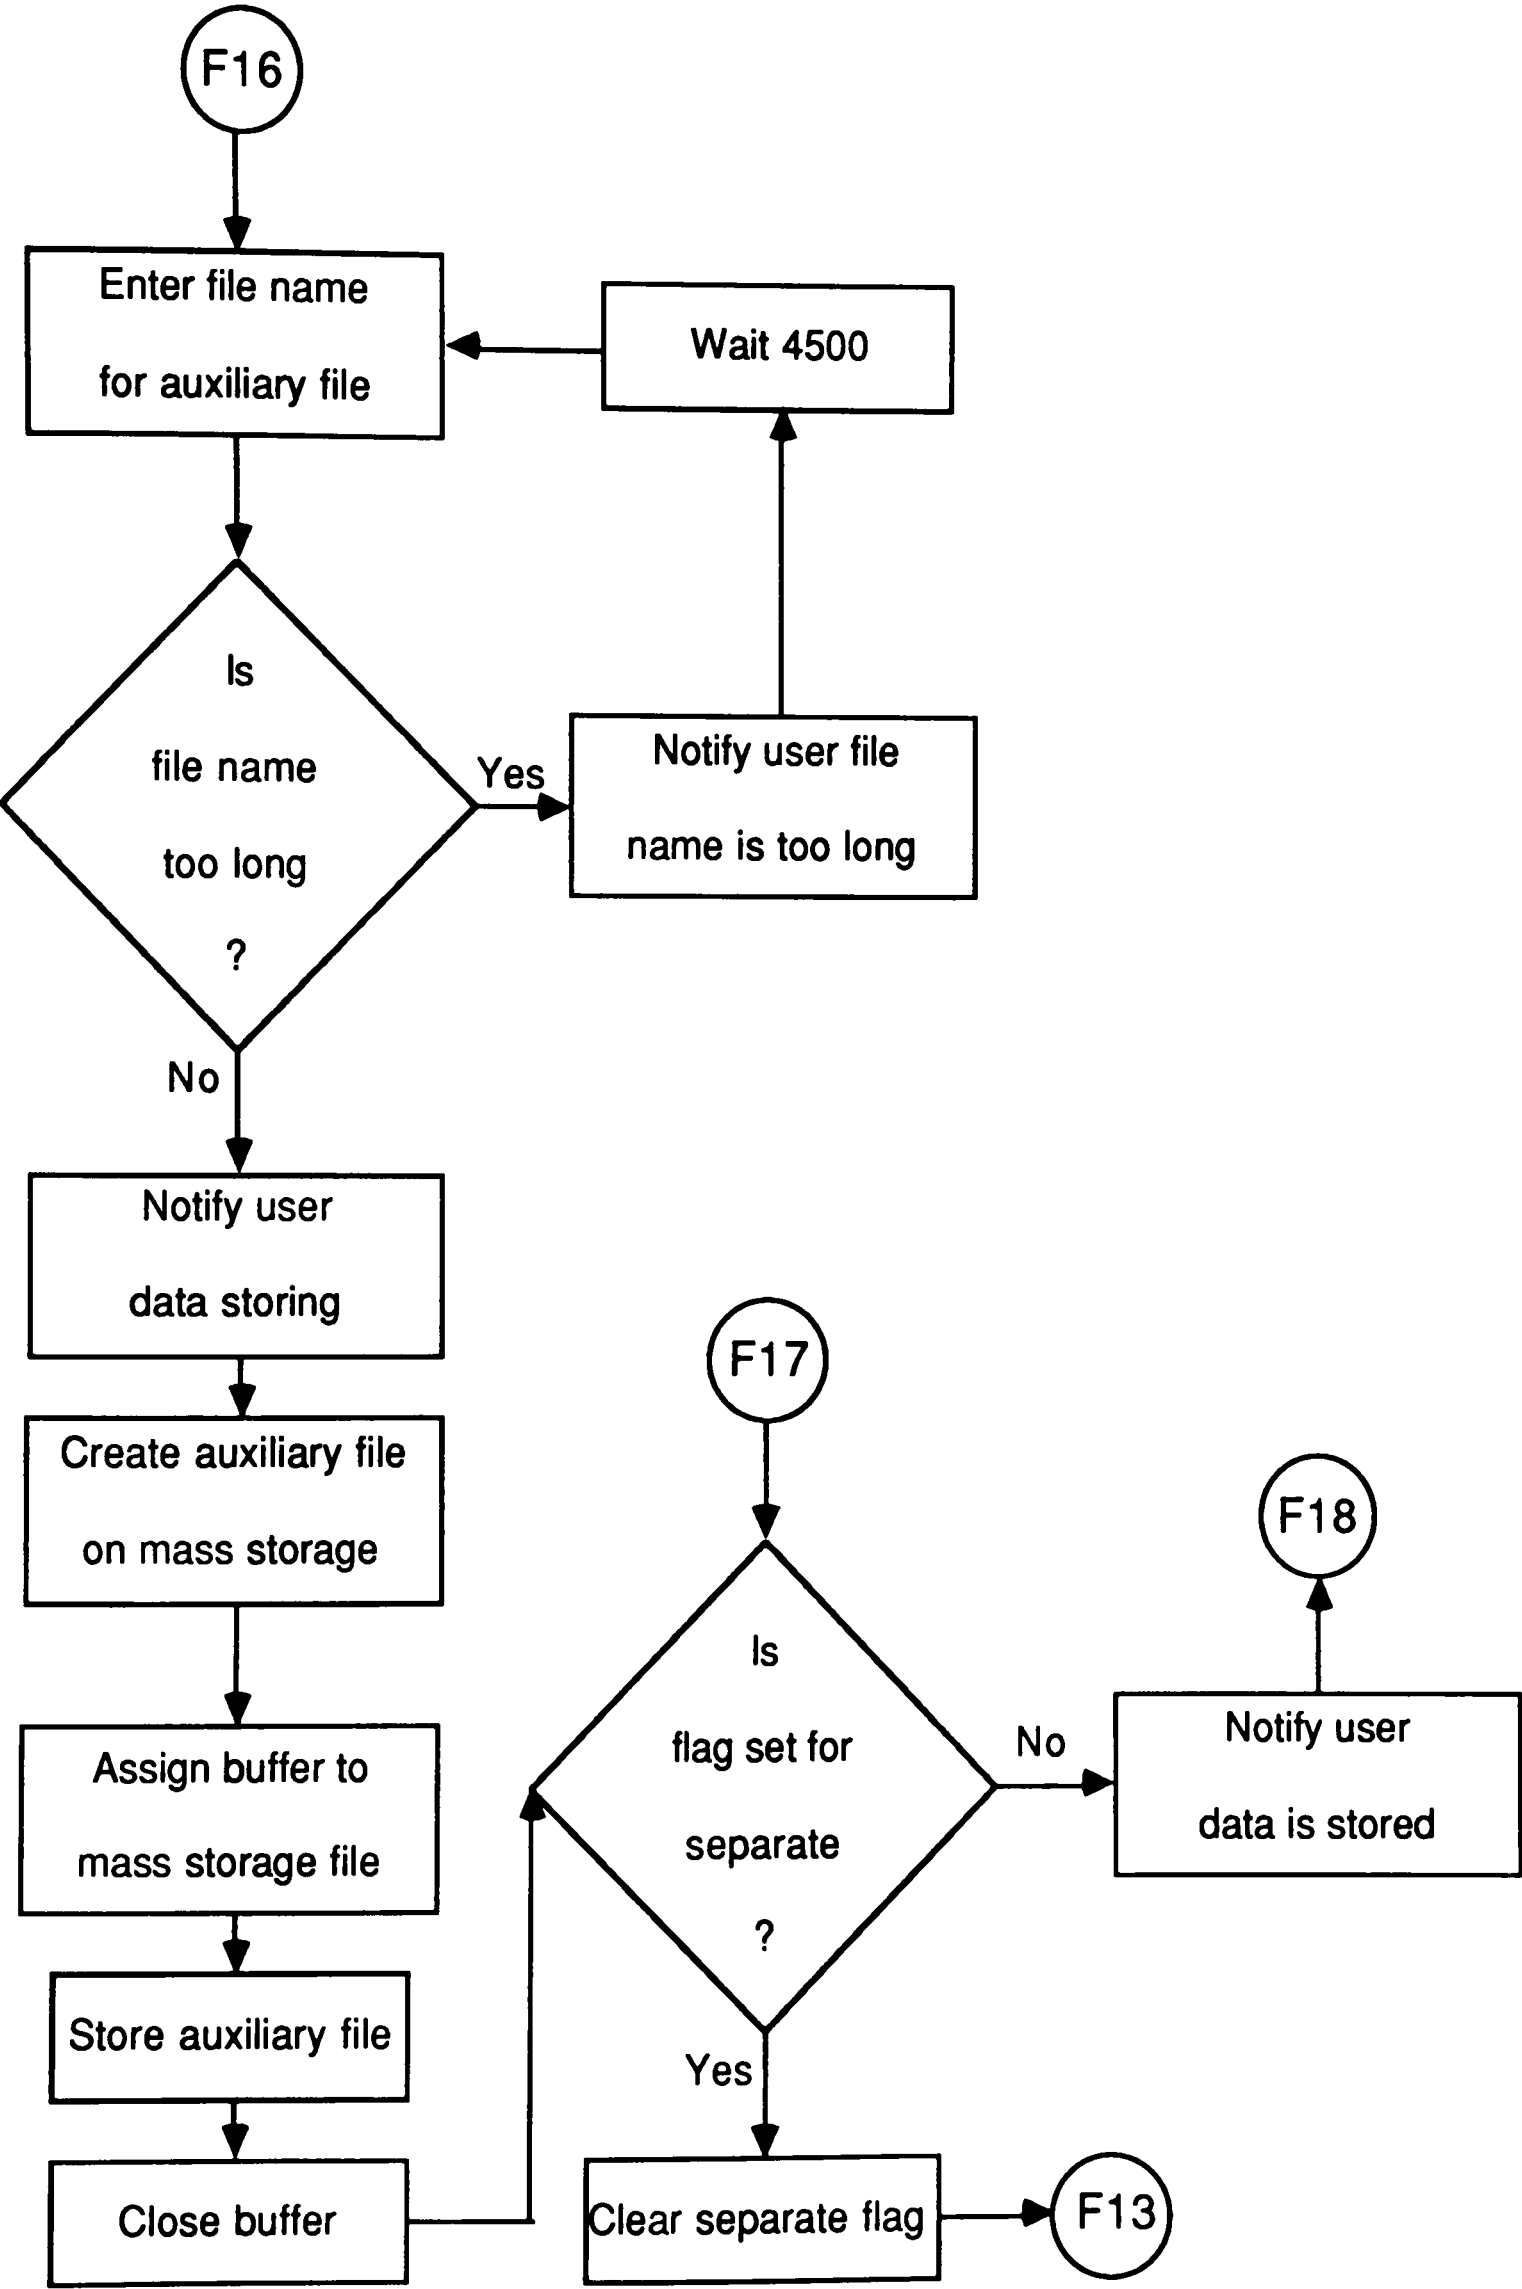 F16
Enter file name
for auxiliary file
Wait 4500
Is
file name
too long
?
Yes
Notify user file
name is too long
No
Notify user
data storing
Create auxiliary file
on mass storage
Assign buffer to
mass storage file
Store auxiliary file
Close buffer
F17
Is
flag set for
separate
?
No
Notify user
data is stored
F18
Yes
Clear separate flag
F13